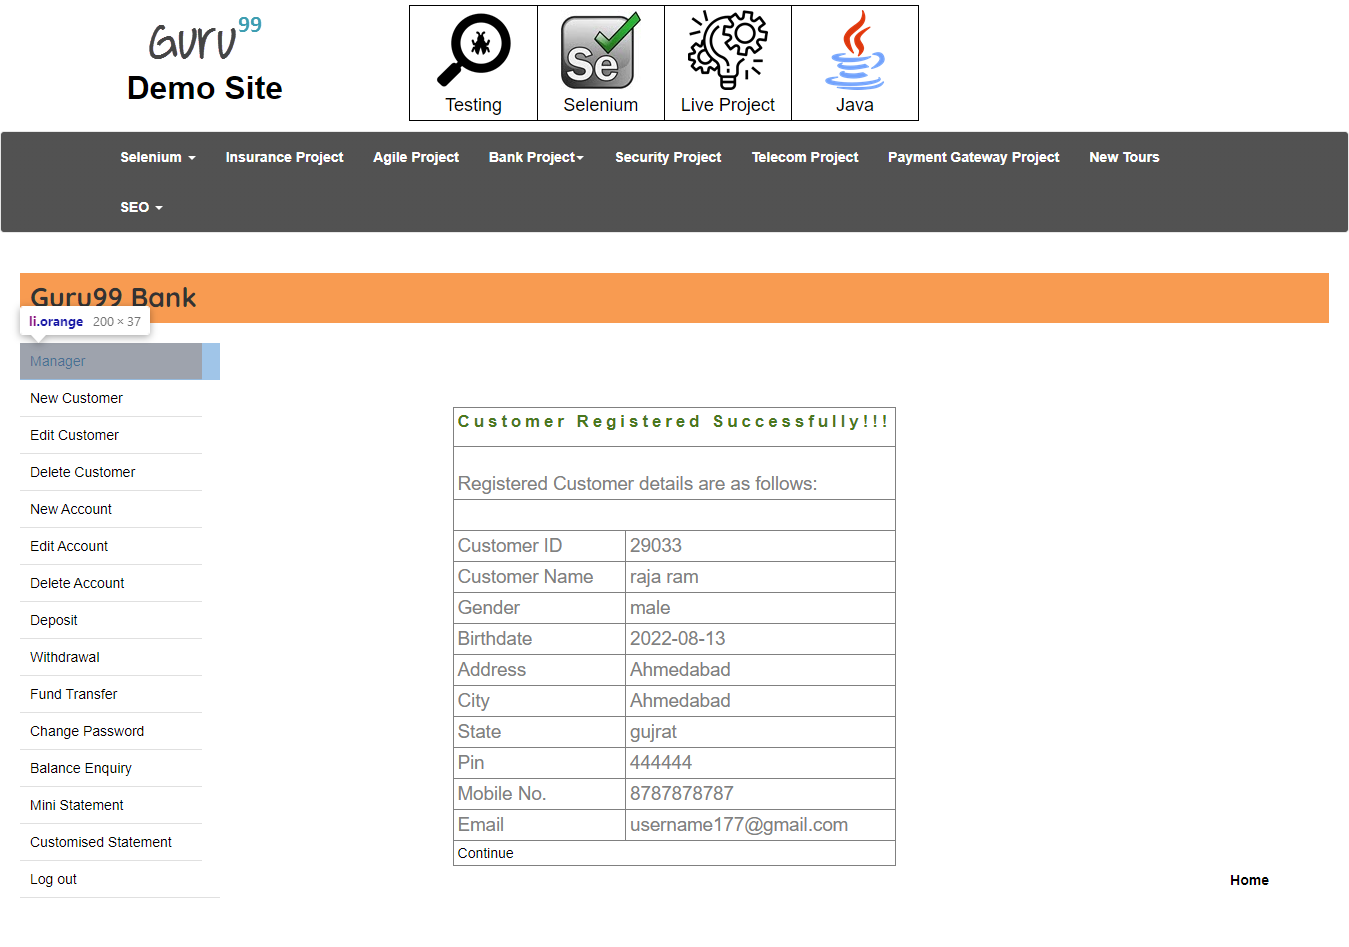 Guru99
Demo Site
Testing
Se
Selenium
Live Project
Java
Selenium Insurance Project Agile Project Bank Project Security Project Telecom Project Payment Gateway Project New Tours
SEO
Guru99 Bank
li.orange 200 × 37
Manager
New Customer
Edit Customer
Delete Customer
New Account
Edit Account
Delete Account
Deposit
Withdrawal
Fund Transfer
Change Password
Balance Enquiry
Mini Statement
Customised Statement
Log out
Customer Registered Successfully!!!
Registered Customer details are as follows:
Customer ID 29033
Customer Name raja ram
Gender male
Birthdate 2022-08-13
Address Ahmedabad
City Ahmedabad
State gujrat
Pin 444444
Mobile No. 8787878787
Email username177@gmail.com
Continue
Home